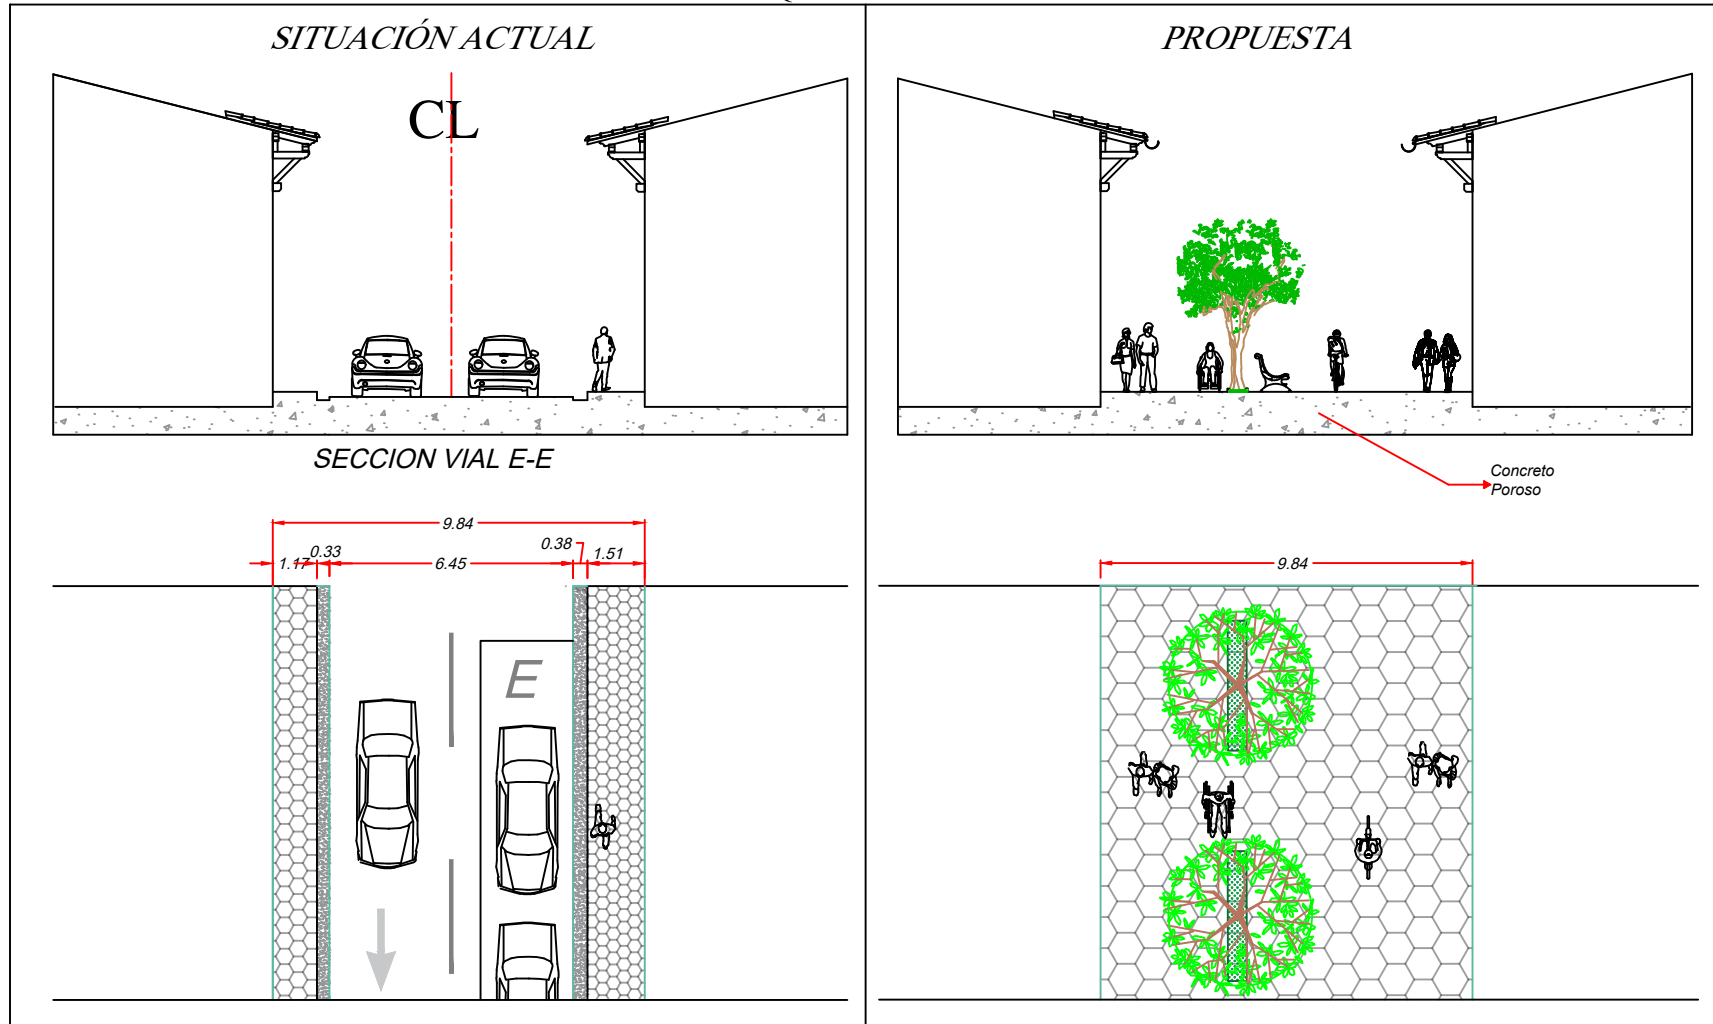 SITUACIÓN ACTUAL
CL
SECCION VIAL E-E
9.84
1.17
0.33
6.45
0.38
1.51
E
PROPUESTA
Concreto
Poroso
9.84